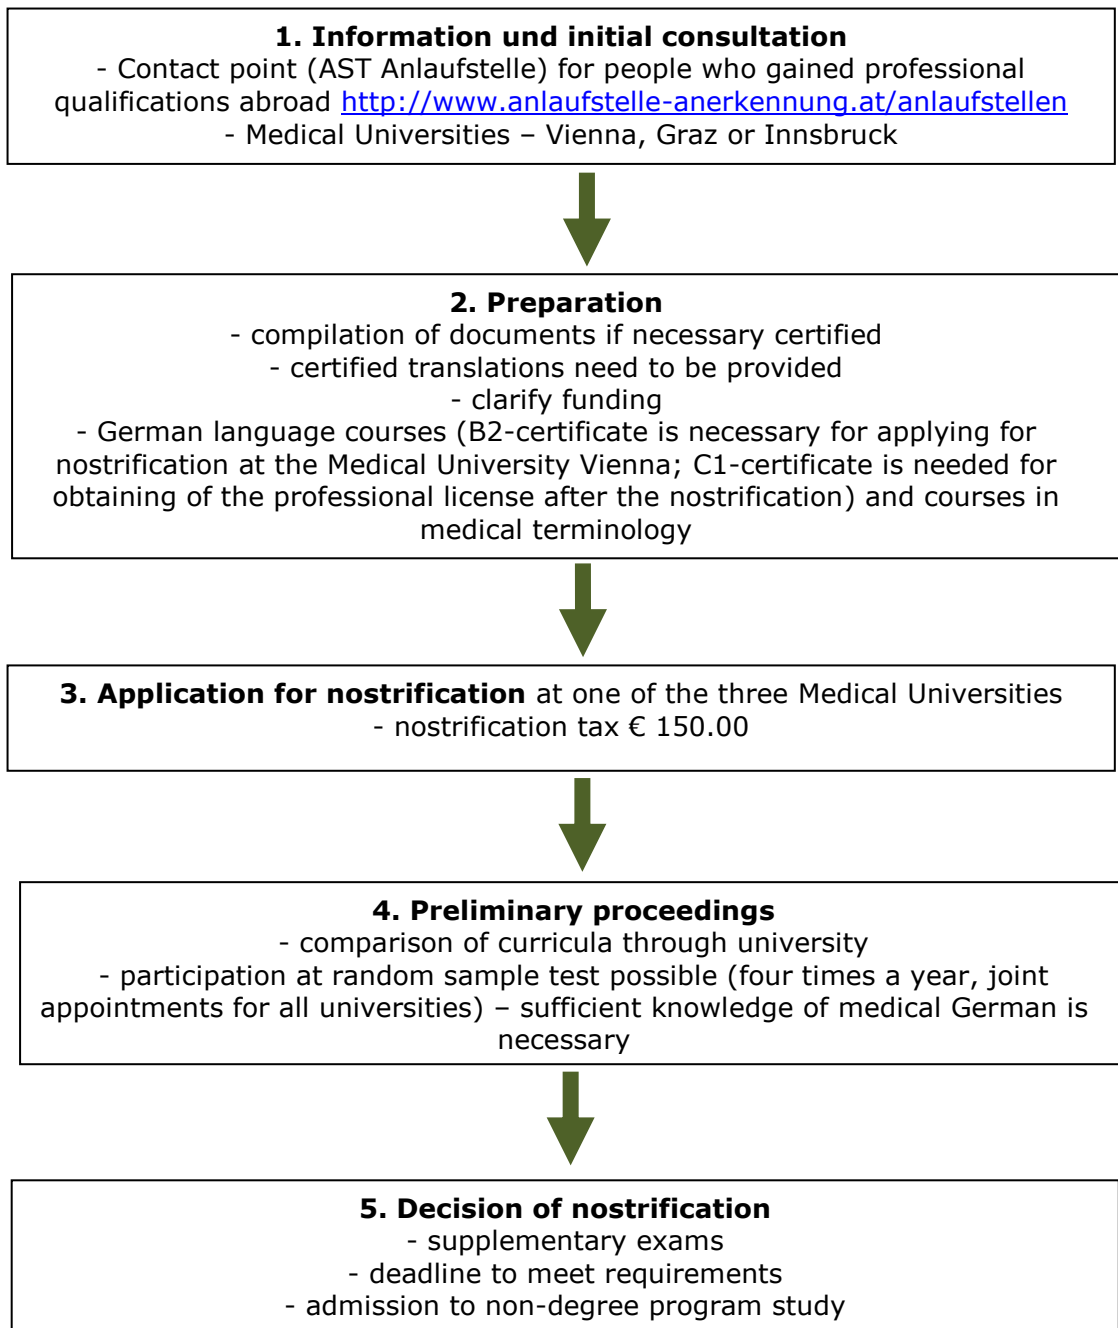 1. Information und initial consultation
- Contact point (AST Anlaufstelle) for people who gained professional
qualifications abroad http://www.anlaufstelle-anerkennung.at/anlaufstellen
- Medical Universities – Vienna, Graz or Innsbruck
2. Preparation
- compilation of documents if necessary certified
- certified translations need to be provided
- clarify funding
- German language courses (B2-certificate is necessary for applying for
nostrification at the Medical University Vienna; C1-certificate is needed for
obtaining of the professional license after the nostrification) and courses in
medical terminology
3. Application for nostrification at one of the three Medical Universities
- nostrification tax € 150.00
4. Preliminary proceedings
- comparison of curricula through university
- participation at random sample test possible (four times a year, joint
appointments for all universities) – sufficient knowledge of medical German is
necessary
5. Decision of nostrification
- supplementary exams
- deadline to meet requirements
- admission to non-degree program study